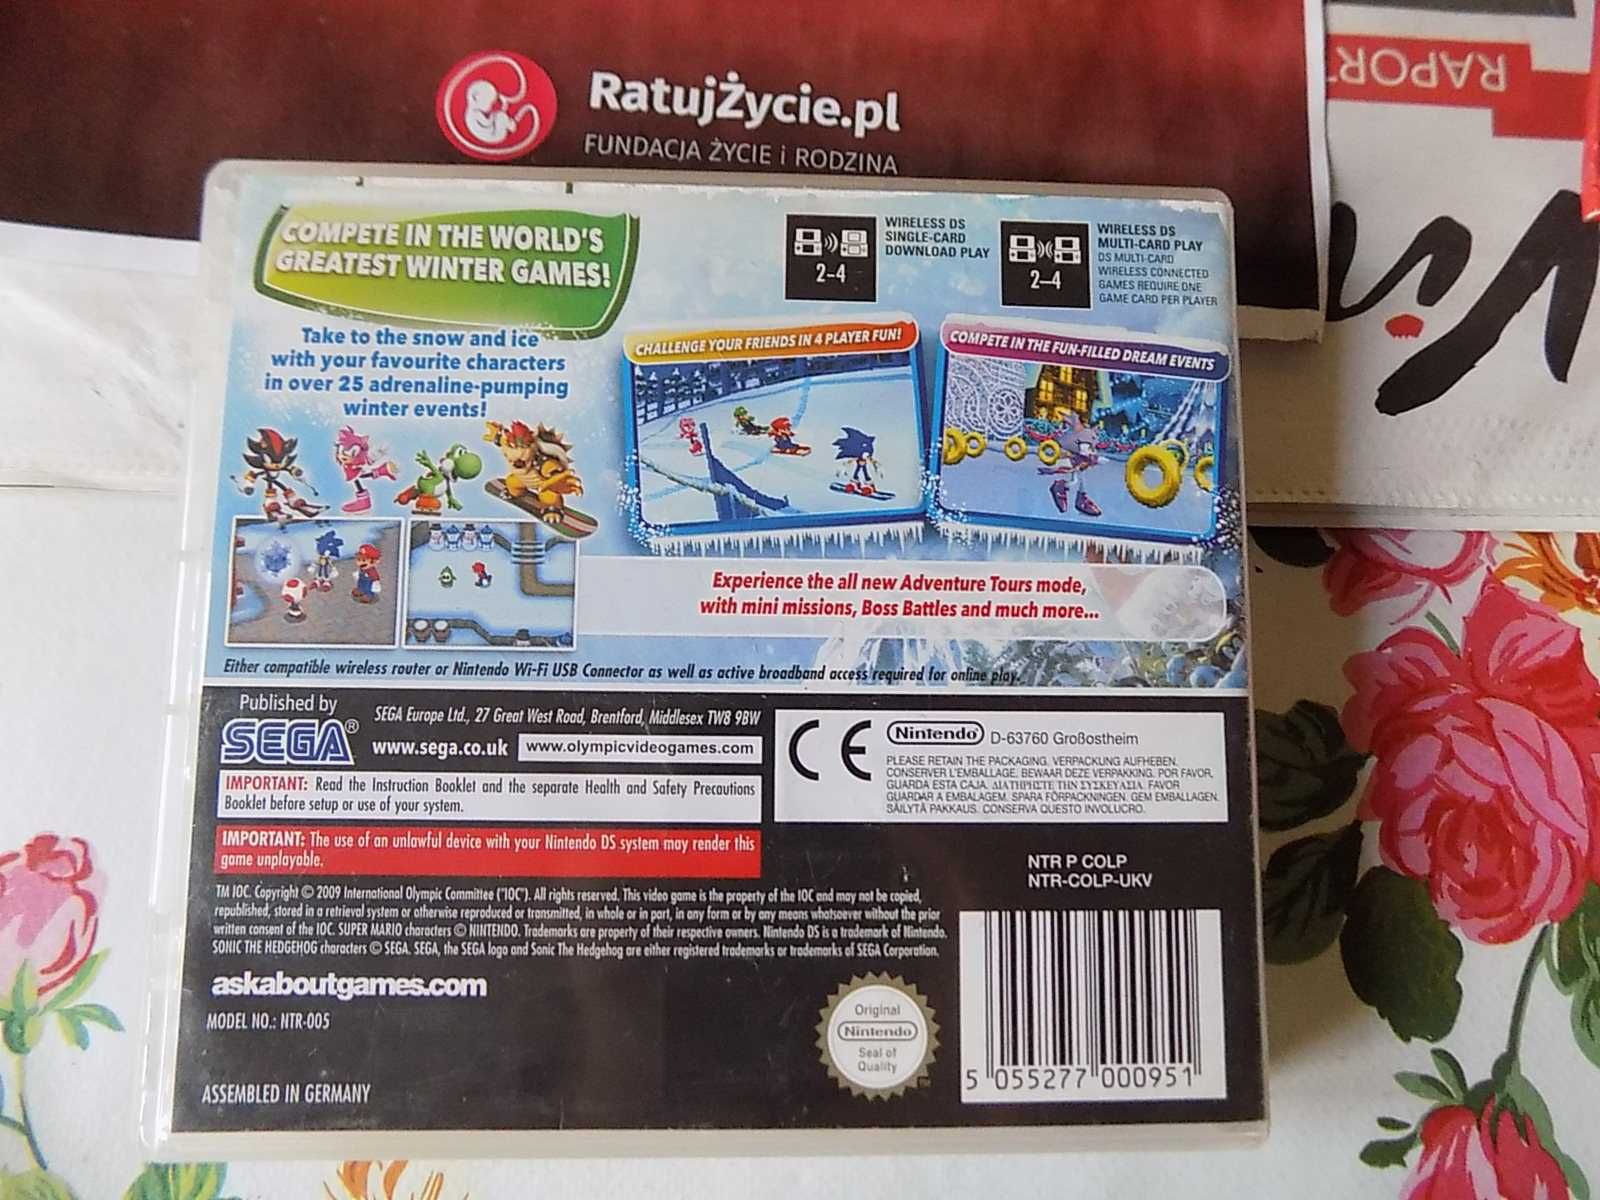 RatujŻycie.pl
FUNDACJA ŻYCIE i RODZINA
RAPOR
COMPETE IN THE WORLD'S
GREATEST WINTER GAMES!
Take to the snow and ice
with your favourite characters
in over 25 adrenaline-pumping
winter events!
2-4
WIRELESS DS
SINGLE-CARD
DOWNLOAD PLAY
2-4
WIRELESS DS
MULTI-CARD PLAY
DS MULTI-CARD
WIRELESS CONNECTED
GAMES REQUIRE ONE
GAME CARD PER PLAYER
CHALLENGE YOUR FRIENDS IN 4 PLAYER FUN!
COMPETE IN THE FUN-FILLED DREAM EVENTS
Experience the all new Adventure Tours mode,
with mini missions, Boss Battles and much more...
Either compatible wireless router or Nintendo Wi-Fi USB Connector as well as active broadband access required for online play.
Published by
SEGA®
SEGA Europe Ltd., 27 Great West Road, Brentford, Middlesex TW8 9BW
www.sega.co.uk
www.olympicvideogames.com
IMPORTANT: Read the Instruction Booklet and the separate Health and Safety Precautions
Booklet before setup or use of your system.
IMPORTANT: The use of an unlawful device with your Nintendo DS system may render this
game unplayable.
CE
Nintendo® D-63760 Großostheim
PLEASE RETAIN THE PACKAGING. VERPACKUNG AUFHEBEN.
CONSERVER L'EMBALLAGE. BEWAAR DEZE VERPAKKING. POR FAVOR,
GUARDA ESTA CAJA. ΔΙΑΤΗΡΗΣΤΕ ΤΗΝ ΣΥΣΚΕΥΑΣΙΑ. FAVOR
GUARDAR A EMBALAGEM. SPARA FÖRPACKNINGEN. GEM EMBALLAGEN.
SÄILYTÄ PAKKAUS. CONSERVA QUESTO INVOLUCRO.
NTR P COLP
NTR-COLP-UKV
TM IOC. Copyright © 2009 International Olympic Committee ("IOC"). All rights reserved. This video game is the property of the IOC and may not be copied,
republished, stored in a retrieval system or otherwise reproduced or transmitted, in whole or in part, in any form or by any means whatsoever without the prior
written consent of the IOC. SUPER MARIO characters © NINTENDO. Trademarks are property of their respective owners. Nintendo DS is a trademark of Nintendo.
SONIC THE HEDGEHOG characters © SEGA. SEGA, the SEGA logo and Sonic The Hedgehog are either registered trademarks or trademarks of SEGA Corporation.
askaboutgames.com
MODEL NO.: NTR-005
ASSEMBLED IN GERMANY
Original
Nintendo®
Seal of
Quality
TM
5 055277 000951